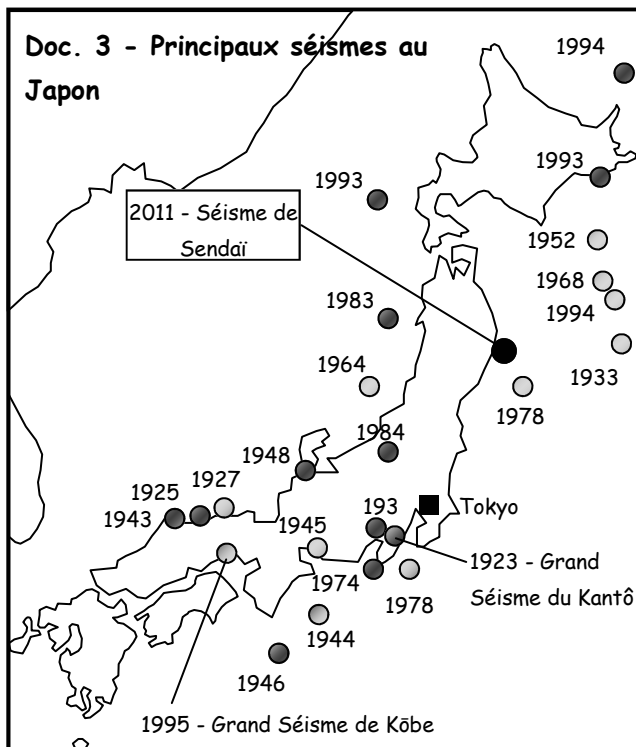 Doc. 3 - Principaux séismes au
Japon
1994
1993
1993
2011 - Séisme de
Sendaï
1952
1968
1994
1983
1964
1933
1978
1984
1948
1927
1925
1943
1945
193
Tokyo
1974
1978
1923 - Grand
Séisme du Kantô
1944
1946
1995 - Grand Séisme de Kōbe